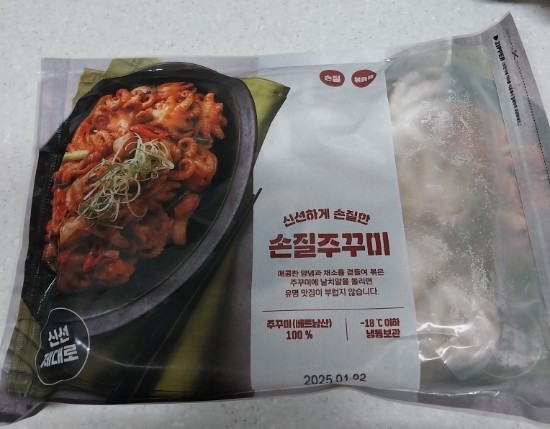 손질
볶음용
신선하게 손질한
손질주꾸미
매콤한 양념과 채소를 곁들여 볶은
주꾸미에 날치알을 올리면
유명 맛집이 부럽지 않습니다.
주꾸미(베트남산)
100 %
-18℃ 이하
냉동보관
신선
제대로
2025.01.02